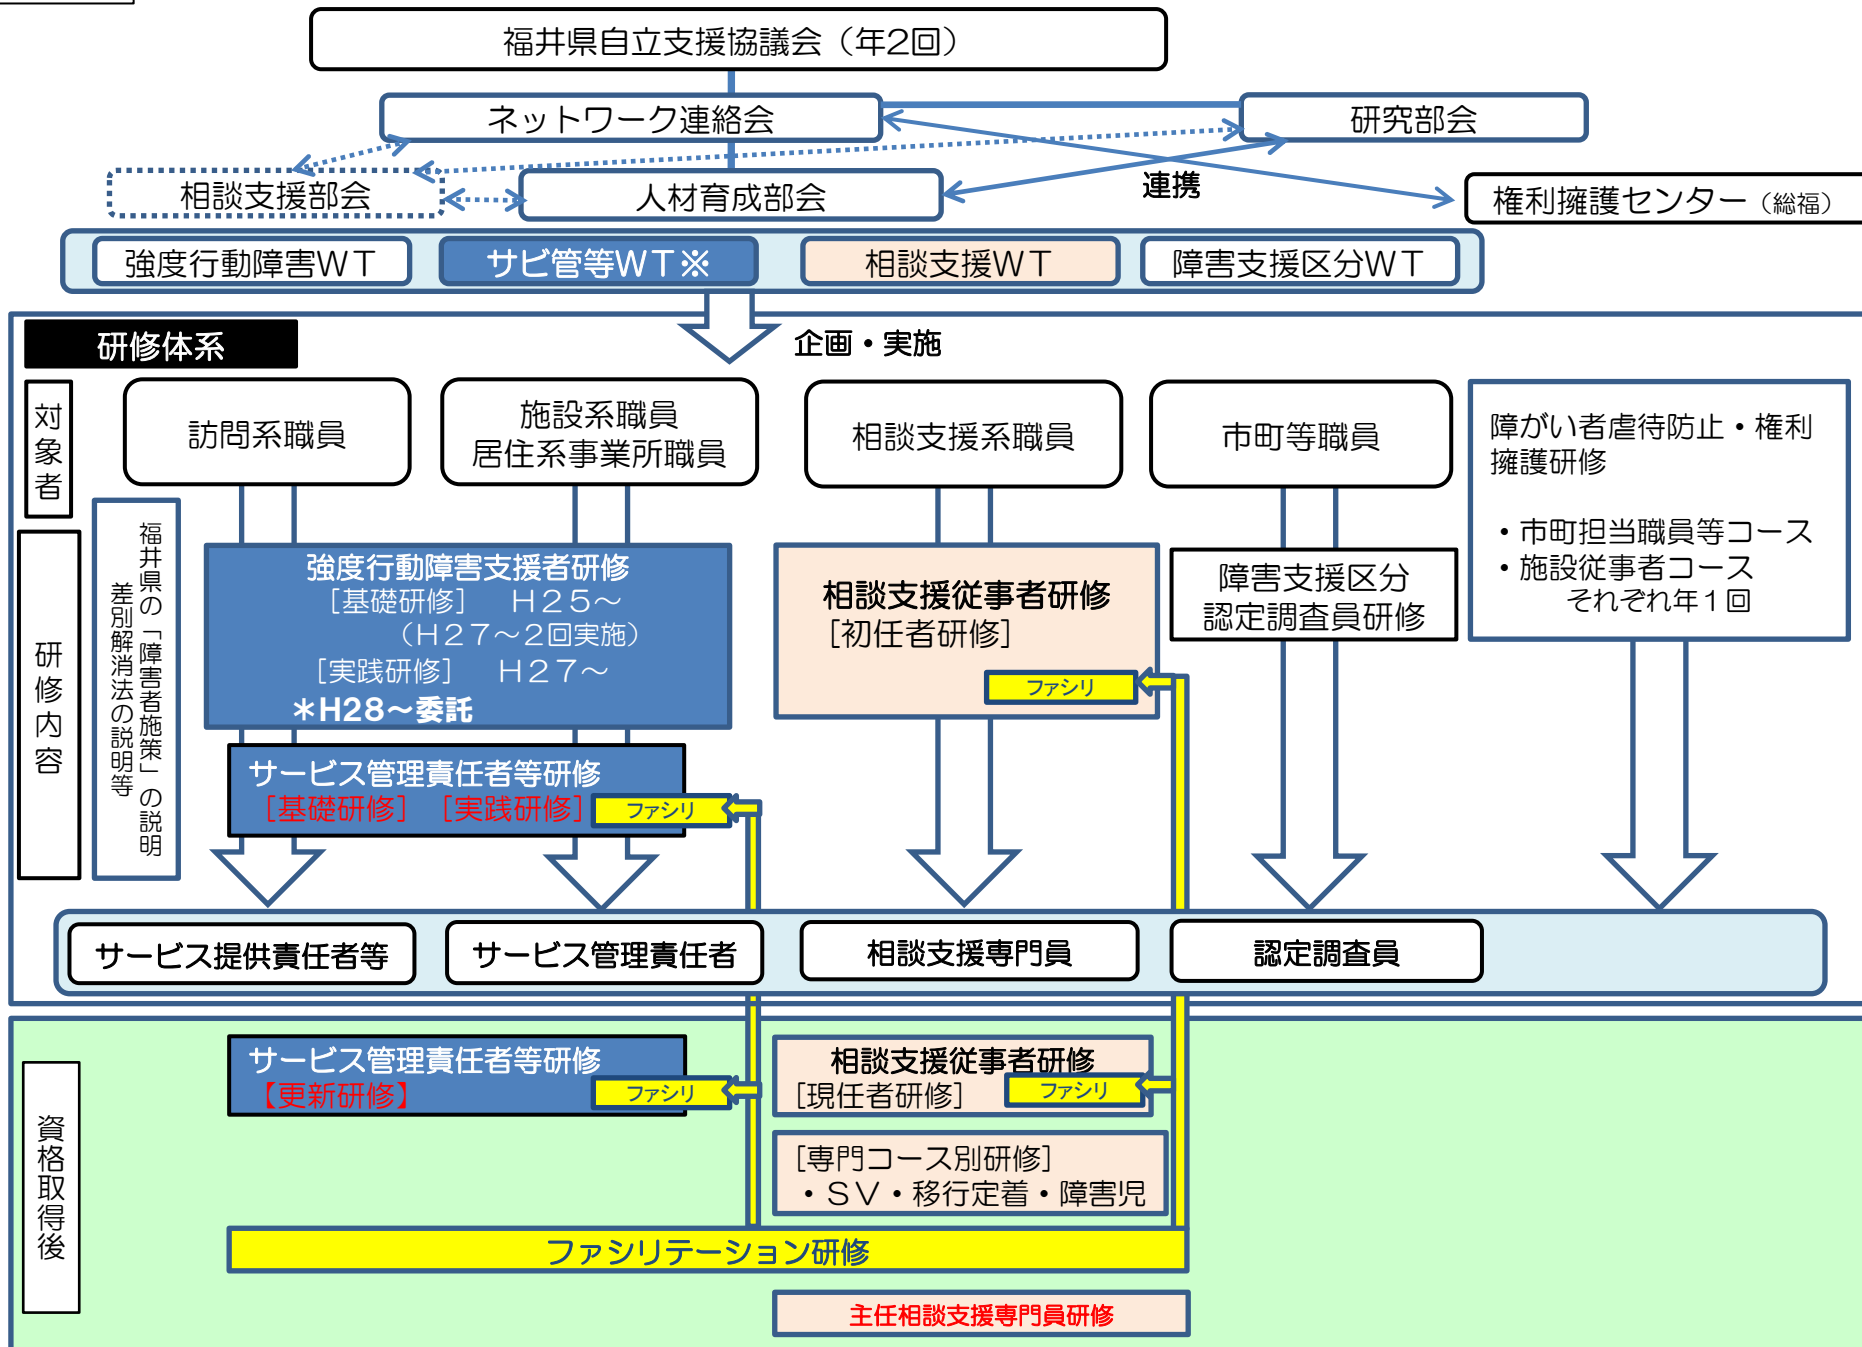 福井県自立支援協議会（年2回）
ネットワーク連絡会
研究部会
相談支援部会
人材育成部会
連携
権利擁護センター（総福）
強度行動障害ＷＴ
サビ管等ＷＴ※
相談支援ＷＴ
障害支援区分ＷＴ
研修体系
企画・実施
対象者
訪問系職員
施設系職員
居住系事業所職員
相談支援系職員
市町等職員
障がい者虐待防止・権利
擁護研修
・市町担当職員等コース
・施設従事者コース
それぞれ年１回
研修内容
福井県の「障害者施策」の説明
差別解消法の説明等
強度行動障害支援者研修
［基礎研修］　Ｈ２５～
（Ｈ２７～２回実施）
［実践研修］　Ｈ２７～
＊H28～委託
相談支援従事者研修
［初任者研修］
ファシリ
障害支援区分
認定調査員研修
サービス管理責任者等研修
［基礎研修］［実践研修］
ファシリ
サービス提供責任者等
サービス管理責任者
相談支援専門員
認定調査員
資格取得後
サービス管理責任者等研修
【更新研修】
ファシリ
相談支援従事者研修
［現任者研修］
ファシリ
［専門コース別研修］
・ＳＶ・移行定着・障害児
ファシリテーション研修
主任相談支援専門員研修